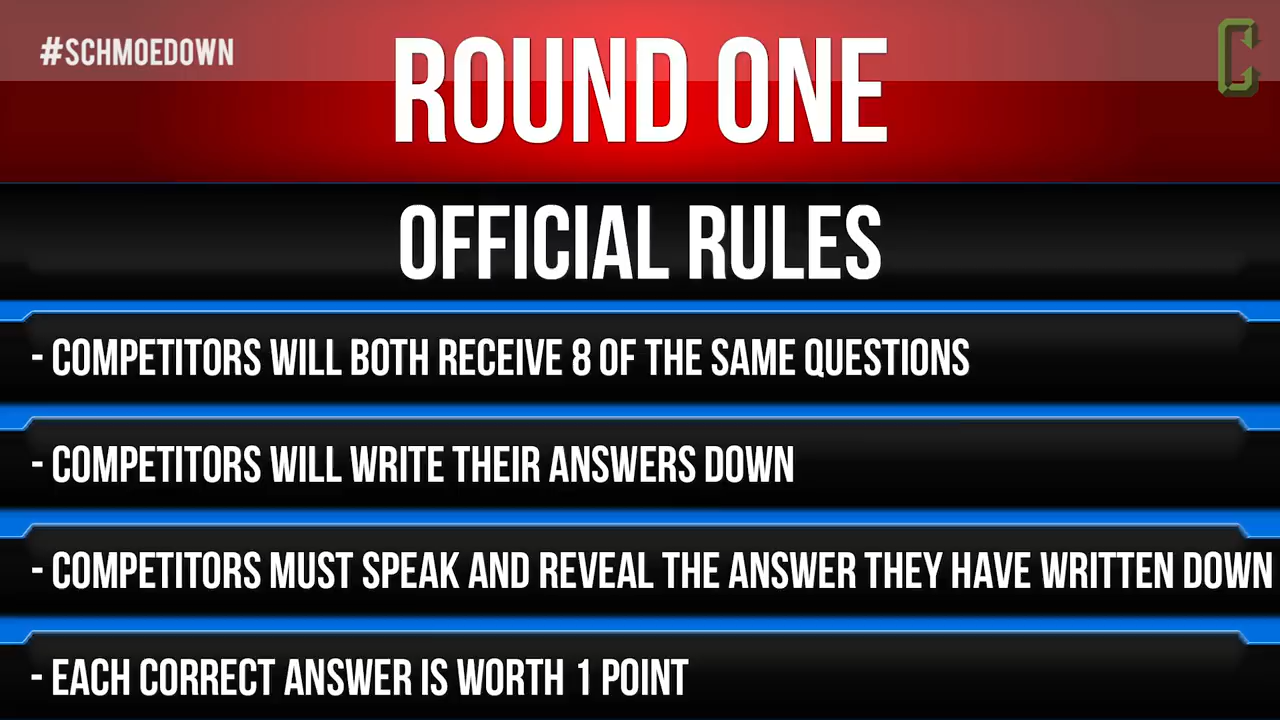 #SCHMOEDOWN
ROUND ONE
OFFICIAL RULES
- COMPETITORS WILL BOTH RECEIVE 8 OF THE SAME QUESTIONS
- COMPETITORS WILL WRITE THEIR ANSWERS DOWN
- COMPETITORS MUST SPEAK AND REVEAL THE ANSWER THEY HAVE WRITTEN DOWN
- EACH CORRECT ANSWER IS WORTH 1 POINT